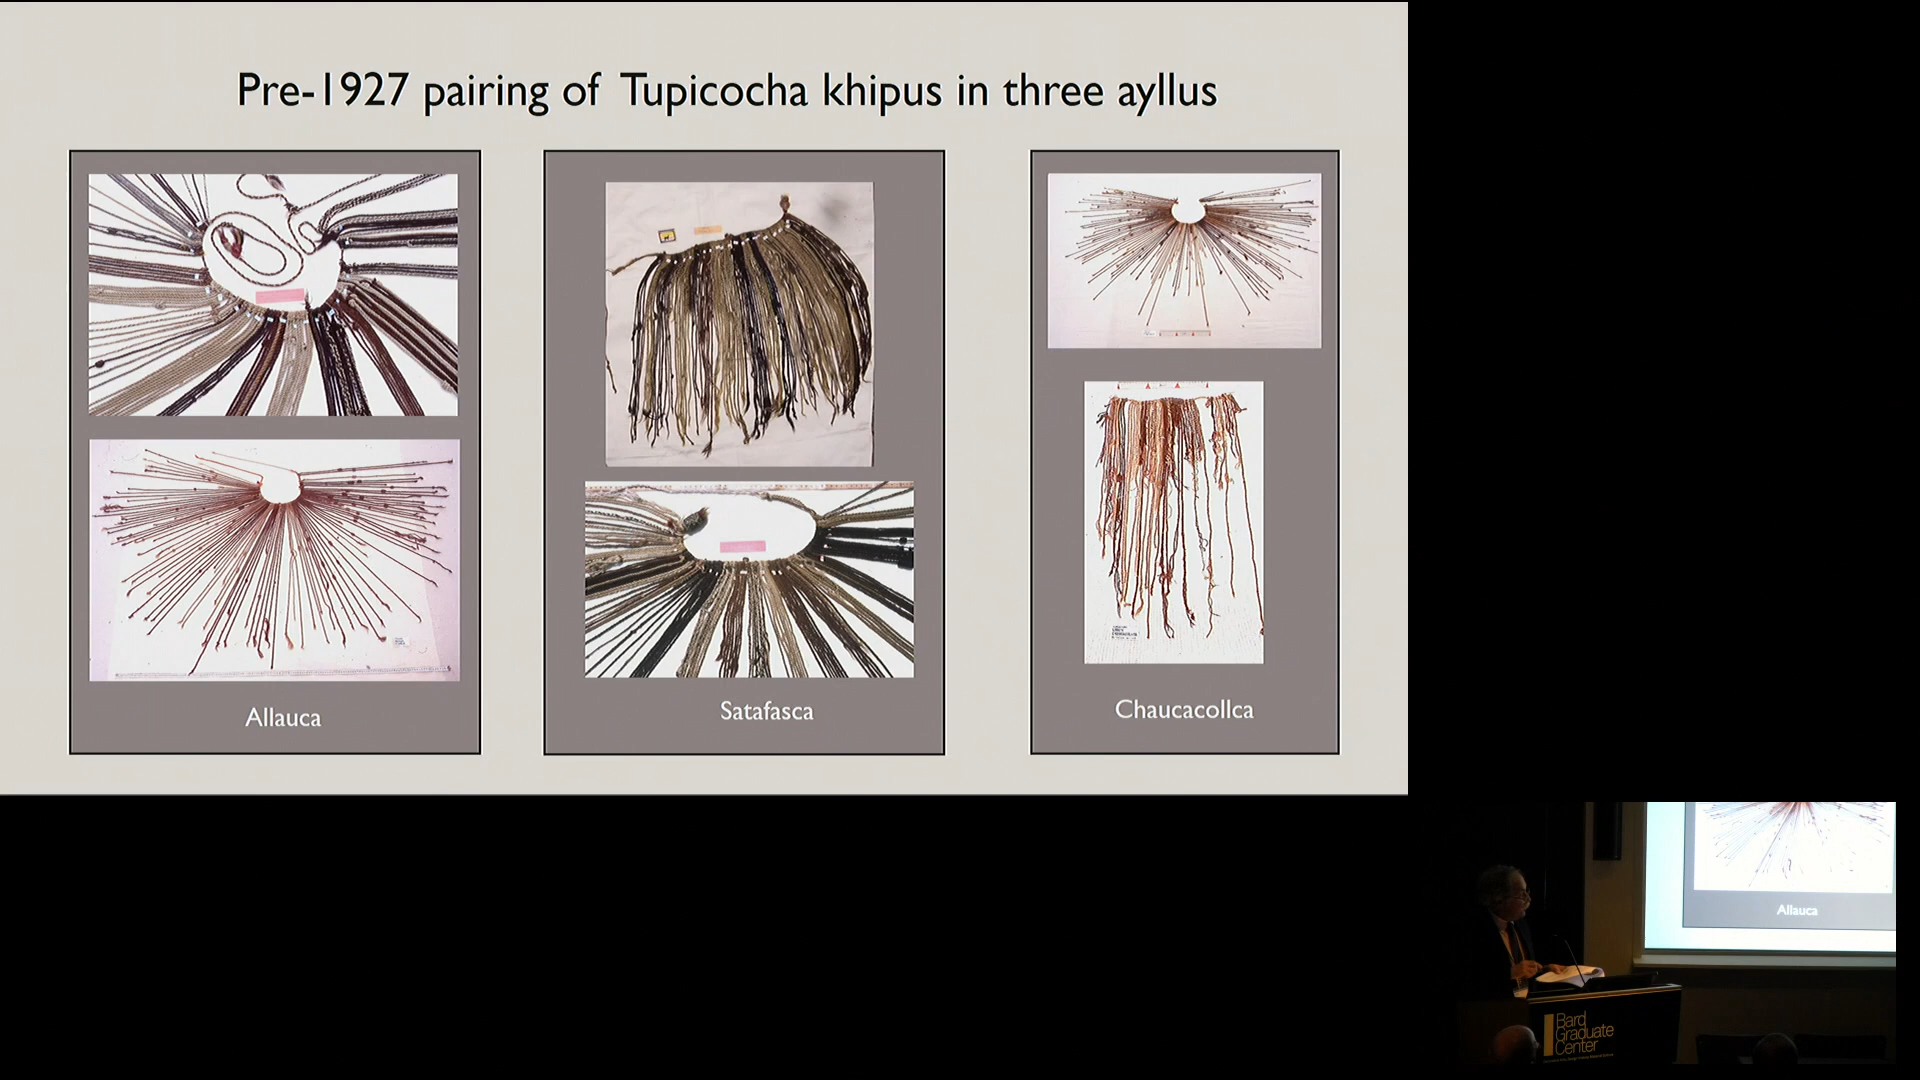 Pre-1927 pairing of Tupicocha khipus in three ayllus
Allauca
Satafasca
Chaucacollca
Allauca
Bard
Graduate
Center